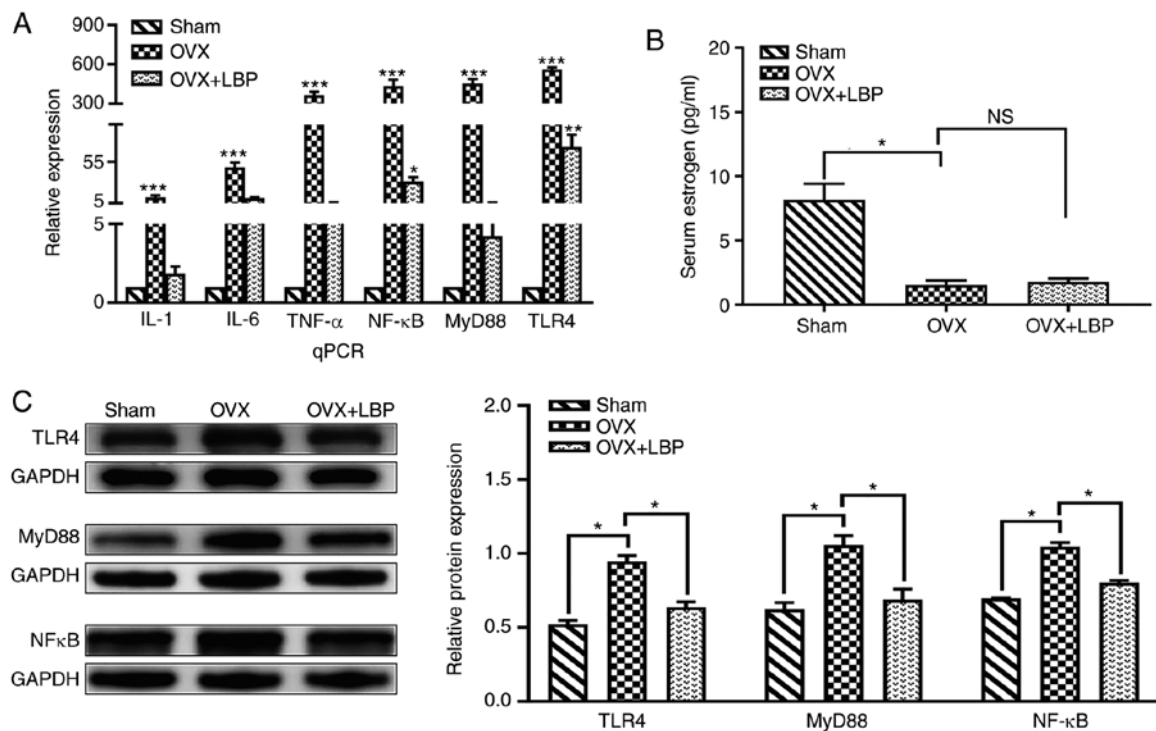 A
Sham
OVX
OVX+LBP
Relative expression
900
600
300
55
5
5
0
***
***
***
***
*
***
***
**
IL-1 IL-6 TNF-α NF-κB MyD88 TLR4
qPCR
B
Sham
OVX
OVX+LBP
Serum estrogen (pg/ml)
20
15
10
5
0
*
NS
Sham OVX OVX+LBP
C
Sham OVX OVX+LBP
TLR4
GAPDH
MyD88
GAPDH
NFκB
GAPDH
Sham
OVX
OVX+LBP
Relative protein expression
2.0
1.5
1.0
0.5
0.0
* * * * * *
TLR4 MyD88 NF-κB